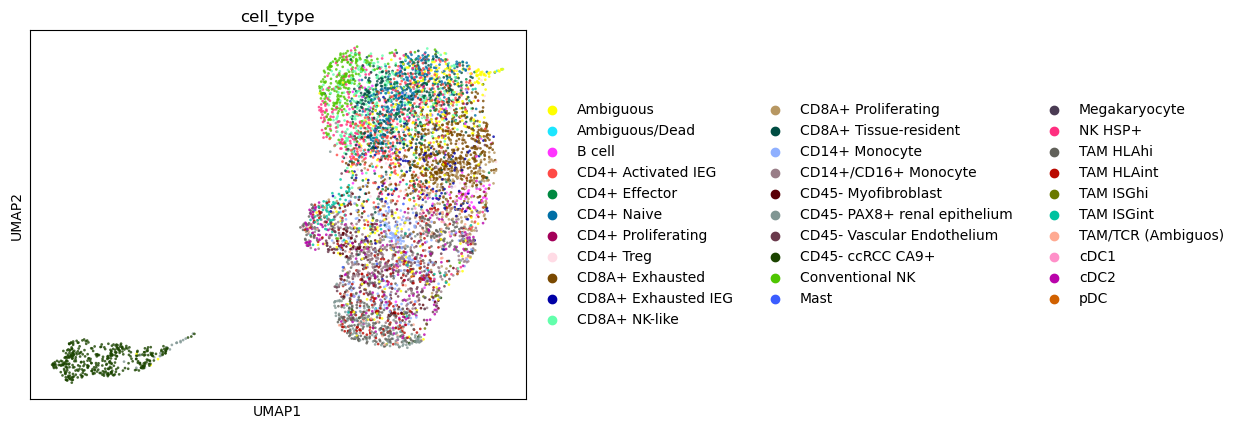 cell_type
UMAP2
UMAP1
Ambiguous
Ambiguous/Dead
B cell
CD4+ Activated IEG
CD4+ Effector
CD4+ Naive
CD4+ Proliferating
CD4+ Treg
CD8A+ Exhausted
CD8A+ Exhausted IEG
CD8A+ NK-like
CD8A+ Proliferating
CD8A+ Tissue-resident
CD14+ Monocyte
CD14+/CD16+ Monocyte
CD45- Myofibroblast
CD45- PAX8+ renal epithelium
CD45- Vascular Endothelium
CD45- ccRCC CA9+
Conventional NK
Mast
Megakaryocyte
NK HSP+
TAM HLAhi
TAM HLAint
TAM ISGhi
TAM ISGint
TAM/TCR (Ambiguos)
cDC1
cDC2
pDC